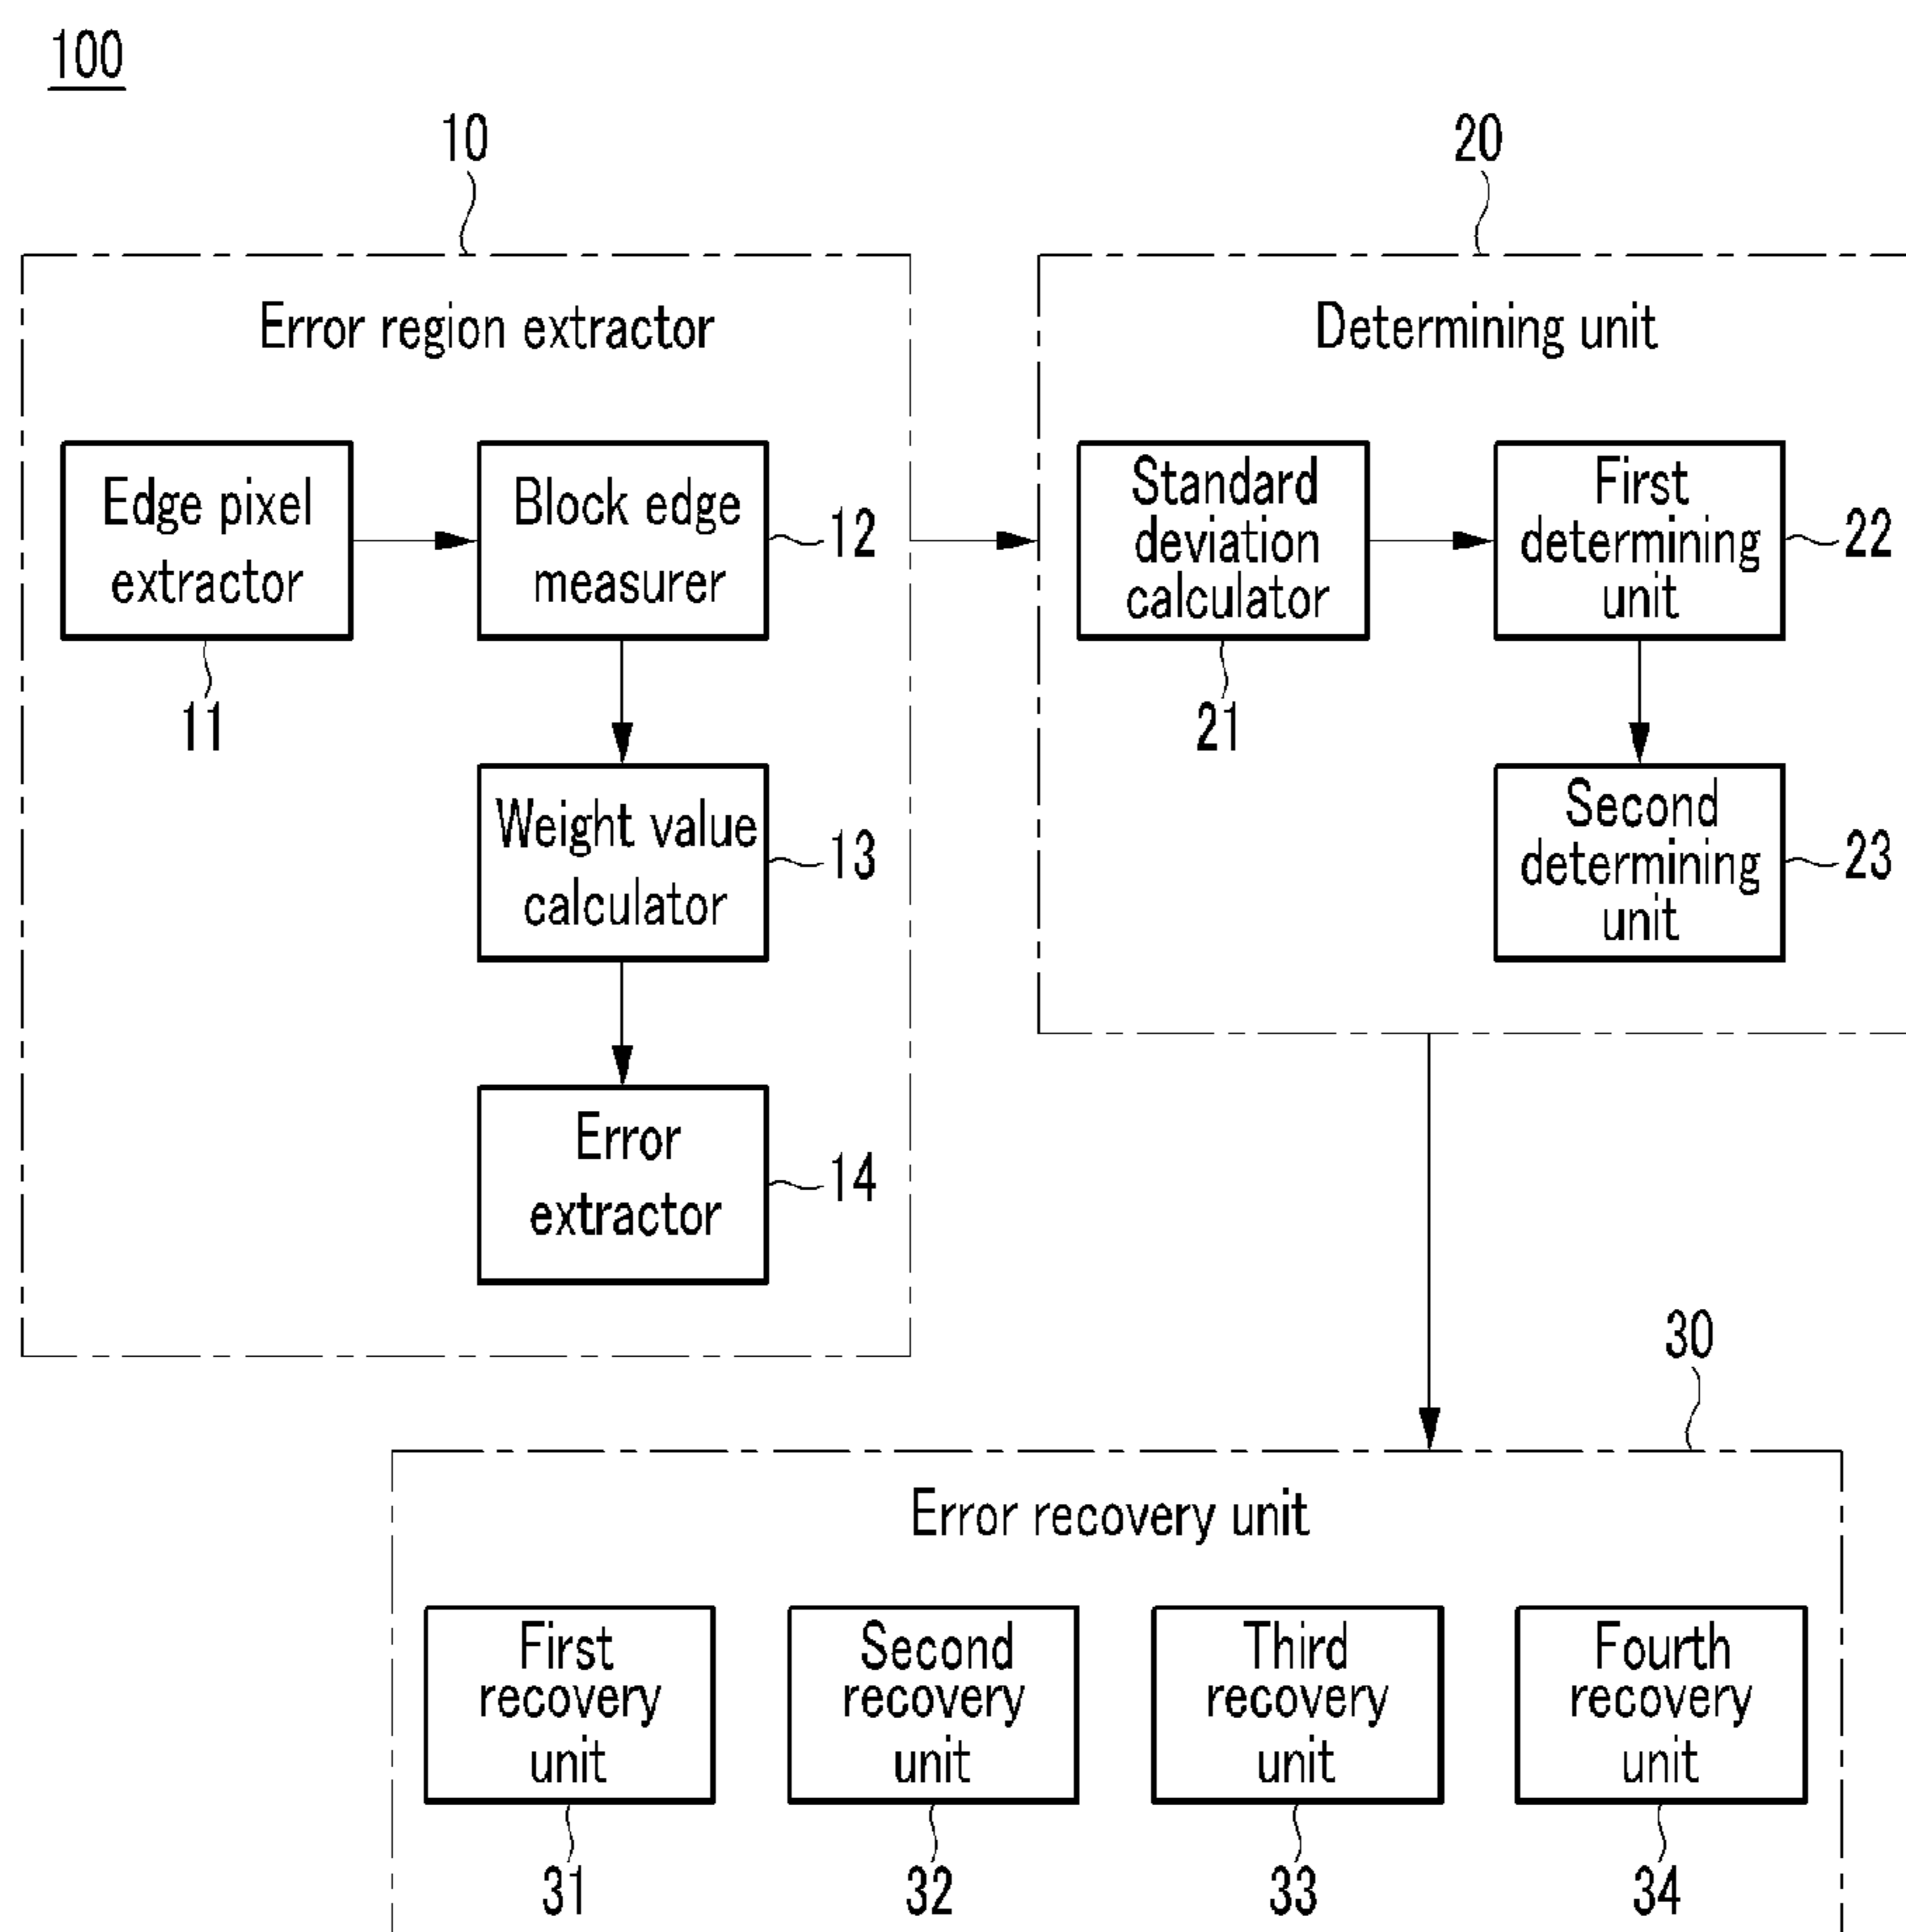 100
10
20
Error region extractor
Determining unit
Edge pixel
extractor
11
Block edge
measurer
12
Weight value
calculator
13
Error
extractor
14
Standard
deviation
calculator
21
First
determining
unit
22
Second
determining
unit
23
30
Error recovery unit
First
recovery
unit
31
Second
recovery
unit
32
Third
recovery
unit
33
Fourth
recovery
unit
34